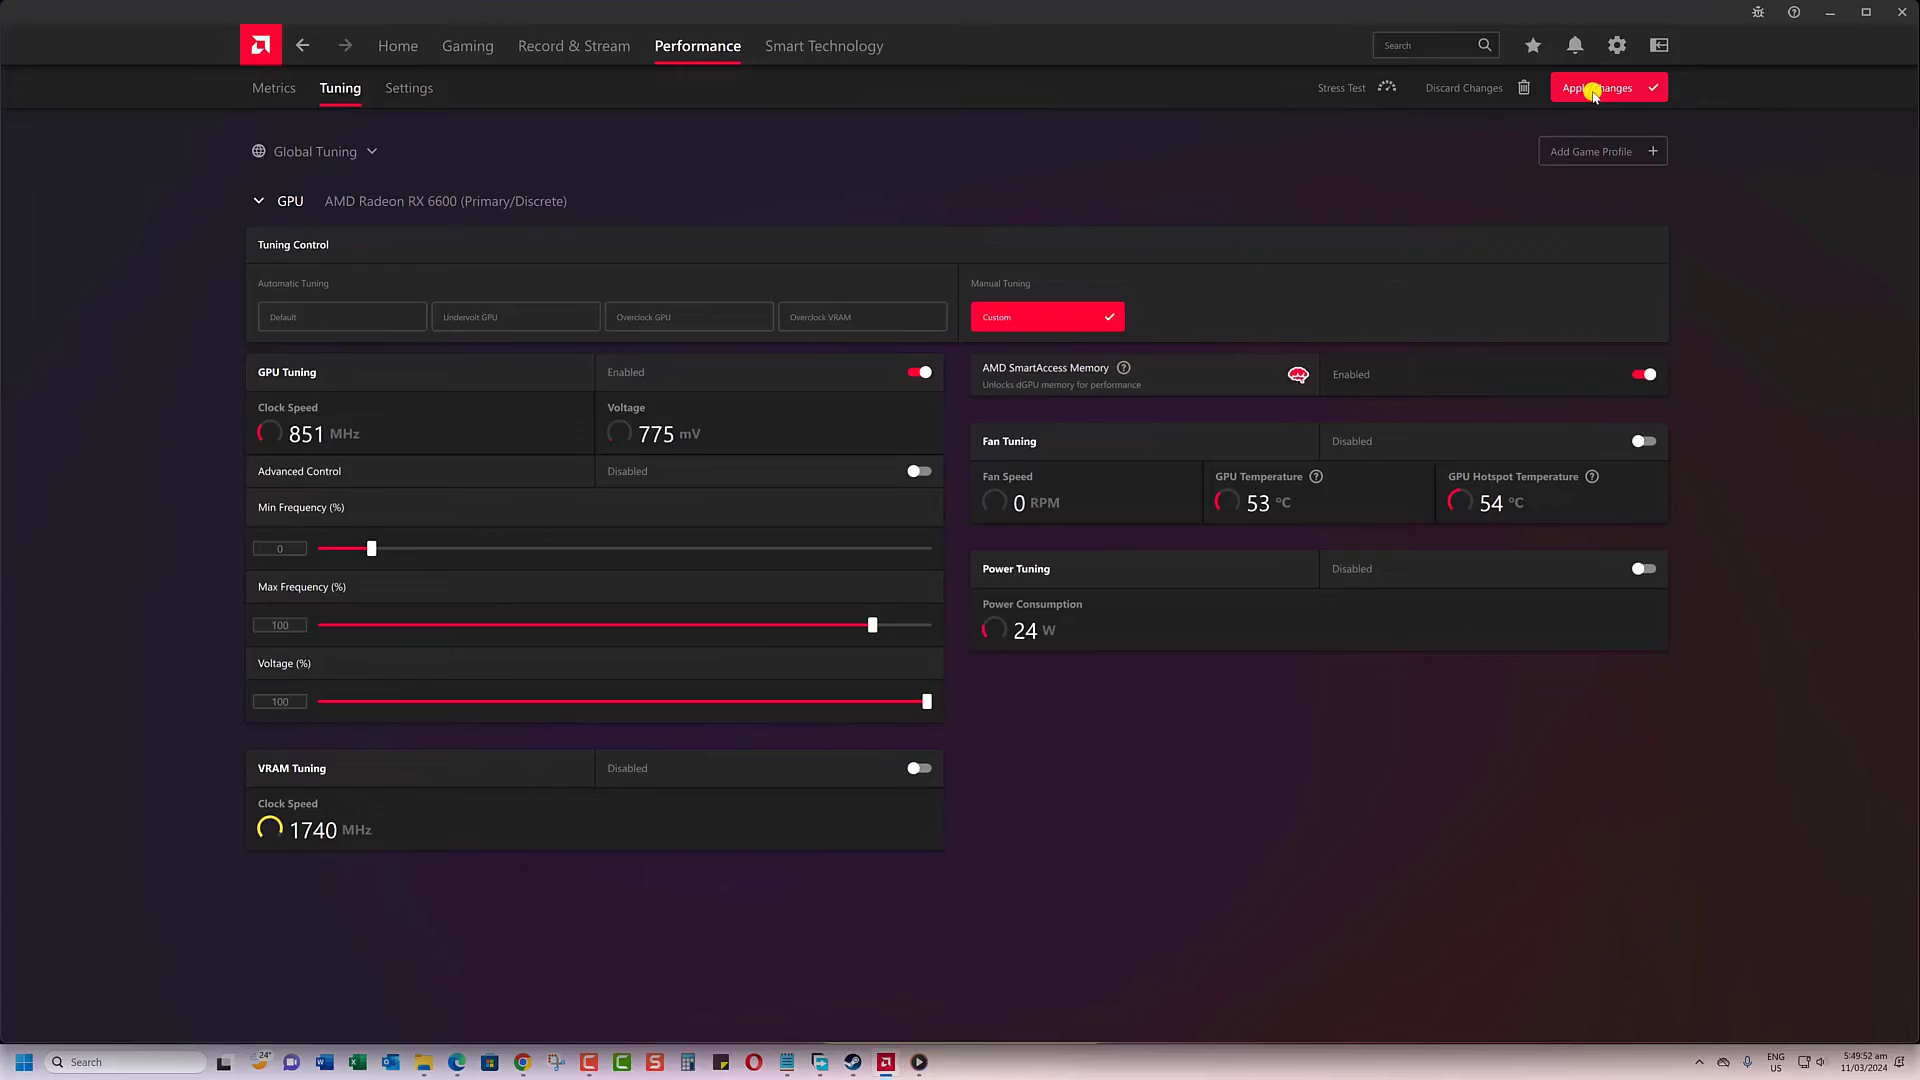 Home Gaming Record & Stream Performance Smart Technology Search
Metrics Tuning Settings Stress Test Discard Changes Apply Changes
Global Tuning Add Game Profile
GPU AMD Radeon RX 6600 (Primary/Discrete)
Tuning Control
Automatic Tuning Manual Tuning
Default Undervolt GPU Overclock GPU Overclock VRAM Custom
GPU Tuning Enabled
AMD SmartAccess Memory Enabled
Unlocks dGPU memory for performance
Clock Speed Voltage
851 MHz 775 mV
Fan Tuning Disabled
Advanced Control Disabled
Fan Speed GPU Temperature GPU Hotspot Temperature
0 RPM 53 °C 54 °C
Min Frequency (%)
0
Power Tuning Disabled
Max Frequency (%)
Power Consumption
100
24 W
Voltage (%)
100
VRAM Tuning Disabled
Clock Speed
1740 MHz
Search 24° ENG
US
5:49:52 am
11/03/2024